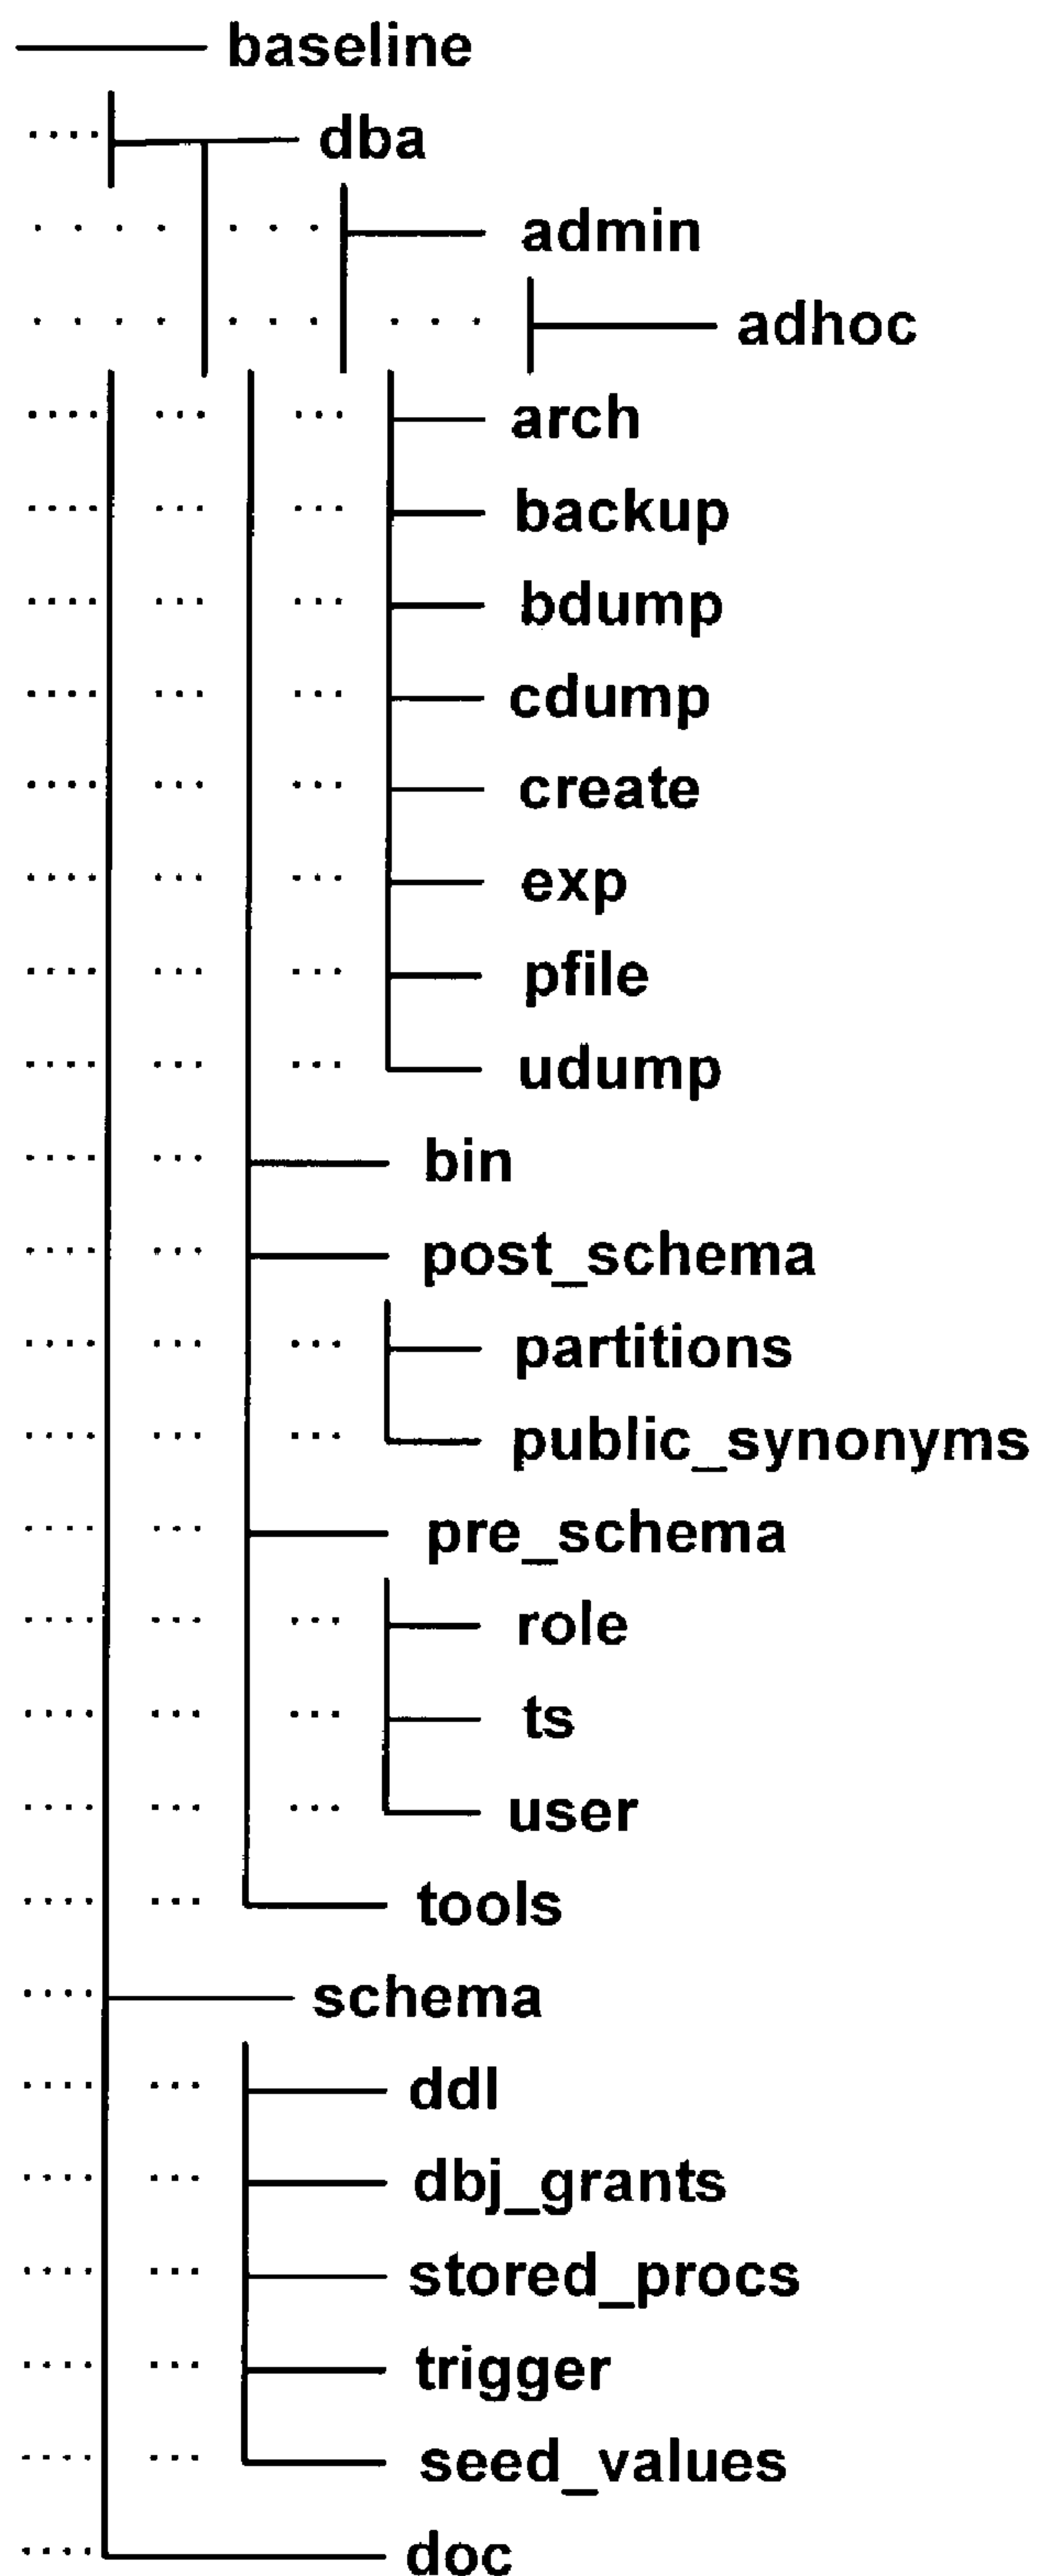 baseline
dba
admin
adhoc
arch
backup
bdump
cdump
create
exp
pfile
udump
bin
post_schema
partitions
public_synonyms
pre_schema
role
ts
user
tools
schema
ddl
dbj_grants
stored_procs
trigger
seed_values
doc